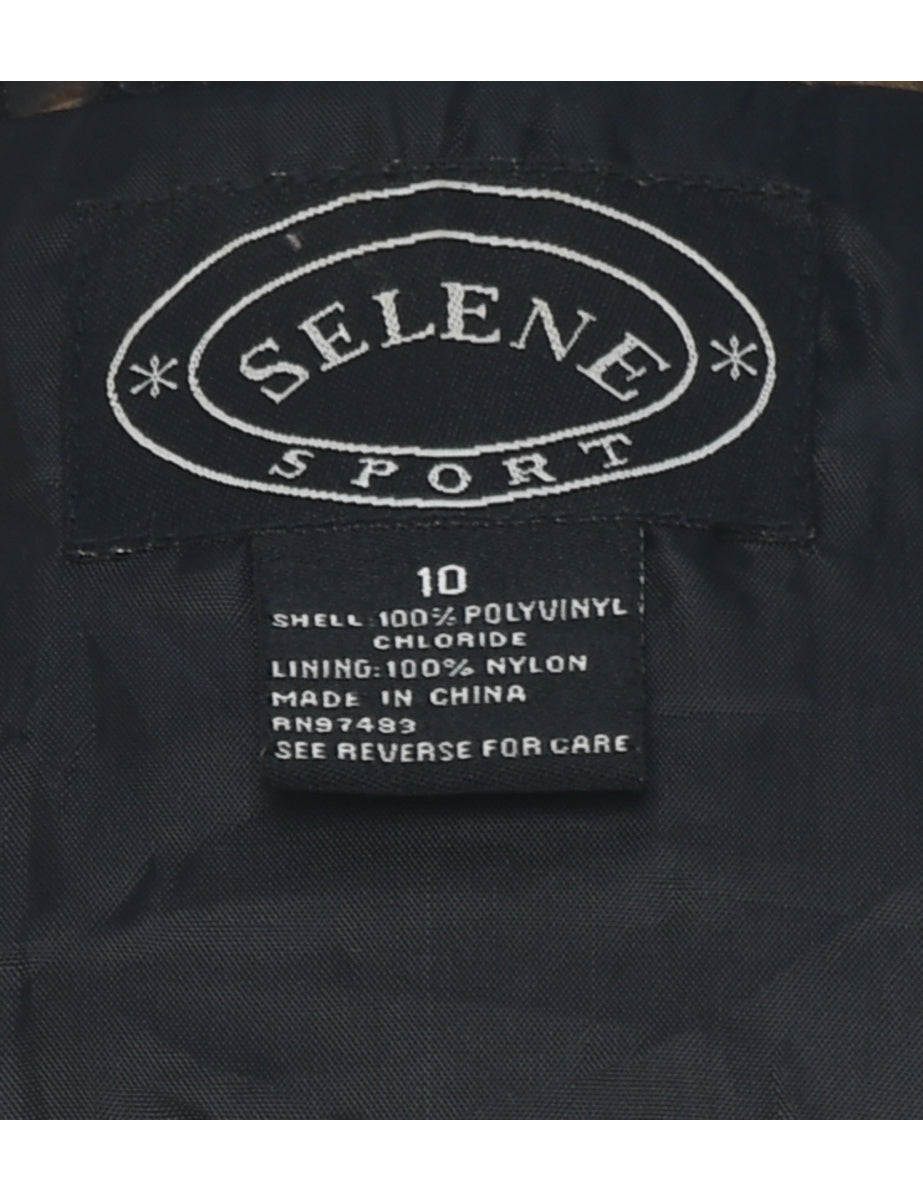 SELENE
SPORT
10
SHELL:100% POLYVINYL
CHLORIDE
LINING:100% NYLON
MADE IN CHINA
RN97483
SEE REVERSE FOR CARE